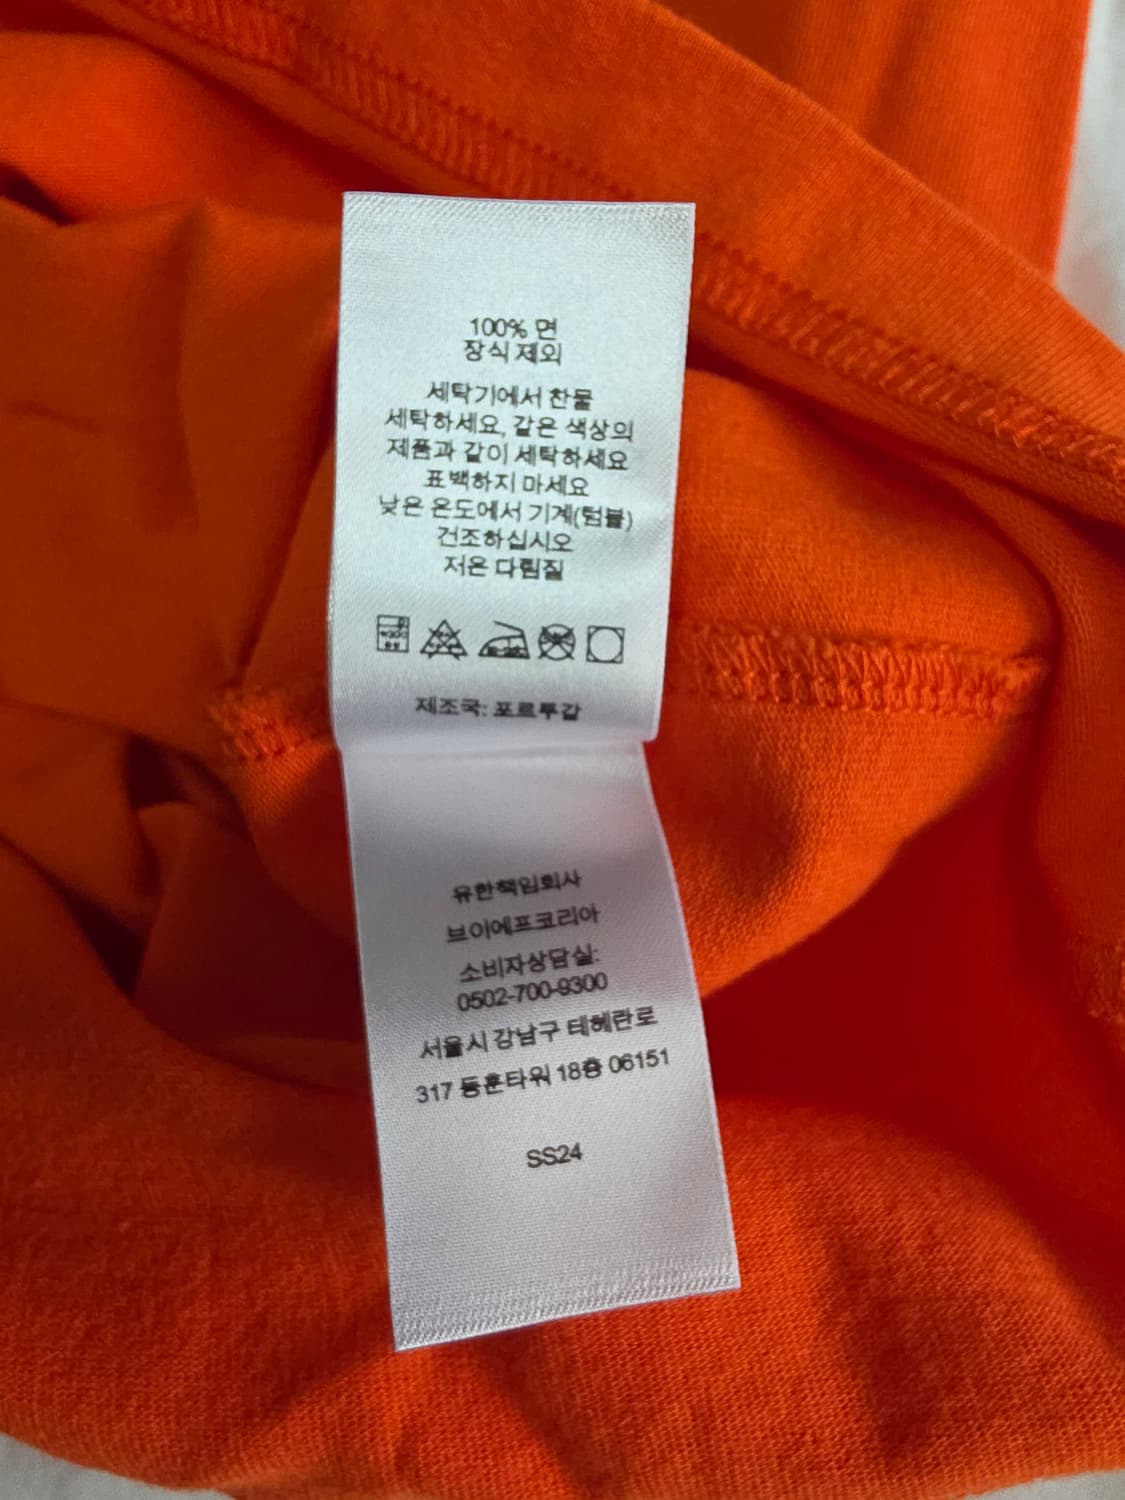 100% 면
장식 제외
세탁기에서 찬물
세탁하세요, 같은 색상의
제품과 같이 세탁하세요
표백하지 마세요
낮은 온도에서 기계(텀블)
건조하십시오
저온 다림질
제조국: 포르투갈
유한책임회사
브이에프코리아
소비자상담실:
0502-700-9300
서울시 강남구 테헤란로
317 동훈타워 18층 06151
SS24